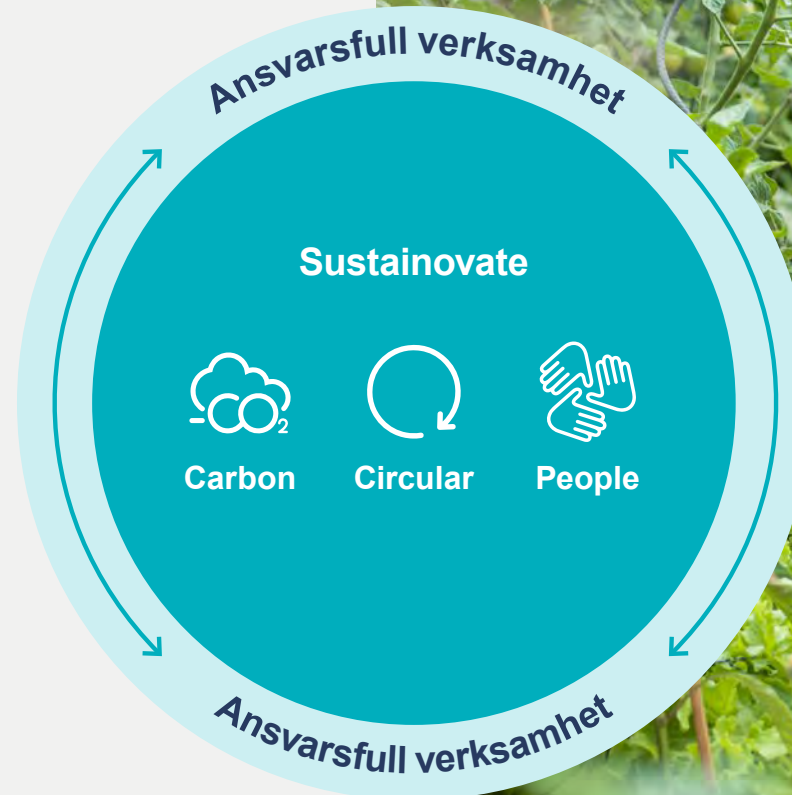 Ansvarsfull verksamhet
Sustainovate
CO2
Carbon
Circular
People
Ansvarsfull verksamhet